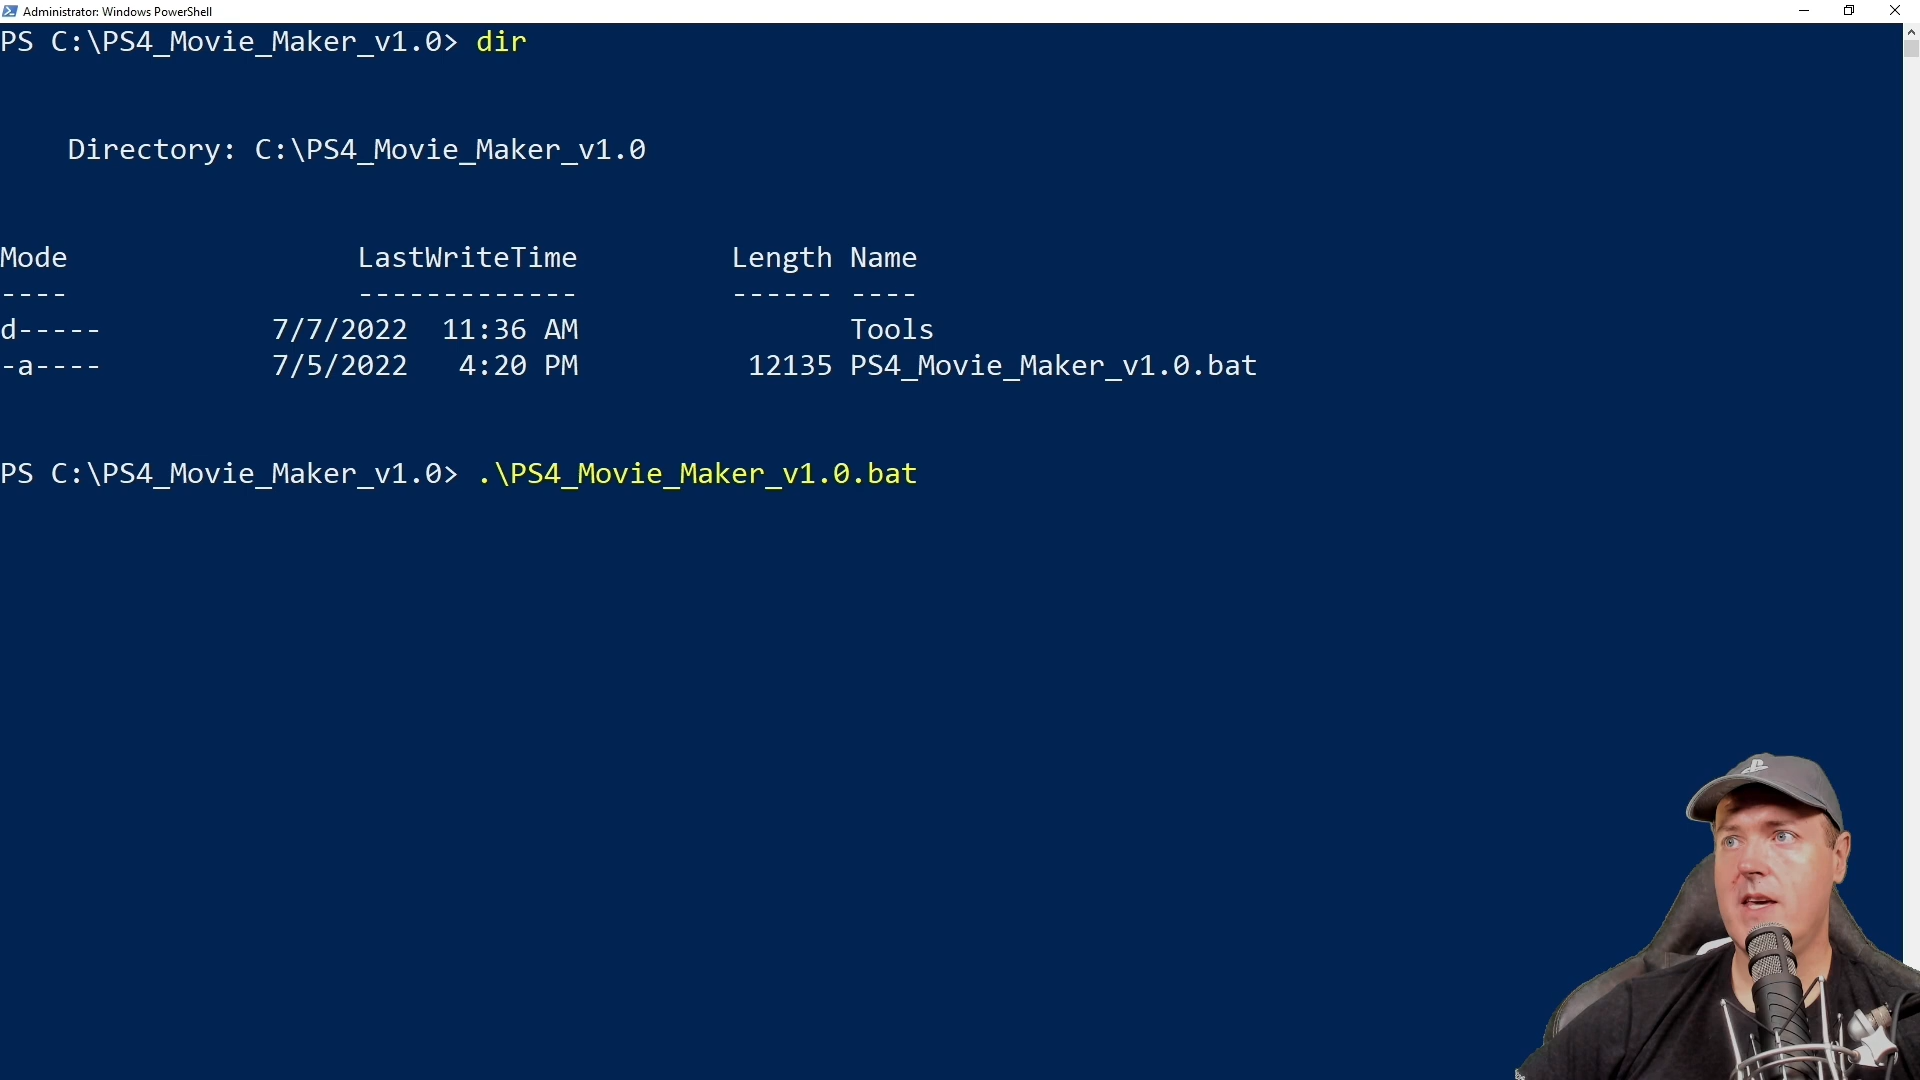 Administrator: Windows PowerShell
PS C:\PS4_Movie_Maker_v1.0> dir
Directory: C:\PS4_Movie_Maker_v1.0
Mode LastWriteTime Length Name
---- ------------- ------ ----
d----- 7/7/2022 11:36 AM Tools
-a---- 7/5/2022 4:20 PM 12135 PS4_Movie_Maker_v1.0.bat
PS C:\PS4_Movie_Maker_v1.0> .\PS4_Movie_Maker_v1.0.bat